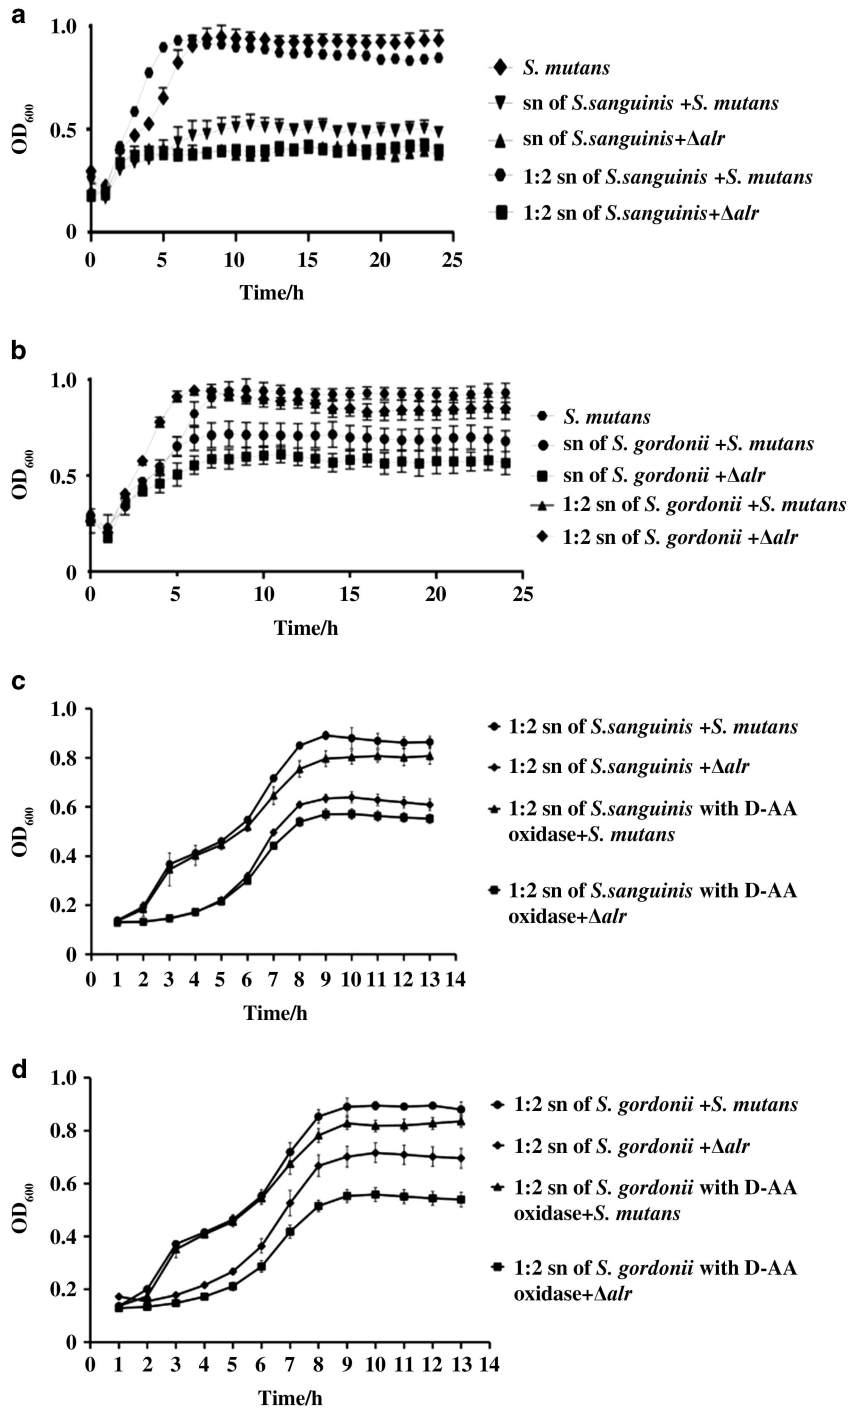 a
1.0
0.5
0
OD600
0 5 10 15 20 25
Time/h
S. mutans
sn of S.sanguinis +S. mutans
sn of S.sanguinis+Δalr
1:2 sn of S.sanguinis +S. mutans
1:2 sn of S.sanguinis+Δalr
b
1.0
0.5
0
OD600
0 5 10 15 20 25
Time/h
S. mutans
sn of S. gordonii +S. mutans
sn of S. gordonii +Δalr
1:2 sn of S. gordonii +S. mutans
1:2 sn of S. gordonii +Δalr
c
1.0
0.8
0.6
0.4
0.2
0
OD600
0 1 2 3 4 5 6 7 8 9 10 11 12 13 14
Time/h
1:2 sn of S.sanguinis +S. mutans
1:2 sn of S.sanguinis +Δalr
1:2 sn of S.sanguinis with D-AA
oxidase+S. mutans
1:2 sn of S.sanguinis with D-AA
oxidase+Δalr
d
1.0
0.8
0.6
0.4
0.2
0
OD600
0 1 2 3 4 5 6 7 8 9 10 11 12 13 14
Time/h
1:2 sn of S. gordonii +S. mutans
1:2 sn of S. gordonii +Δalr
1:2 sn of S. gordonii with D-AA
oxidase+S. mutans
1:2 sn of S. gordonii with D-AA
oxidase+Δalr